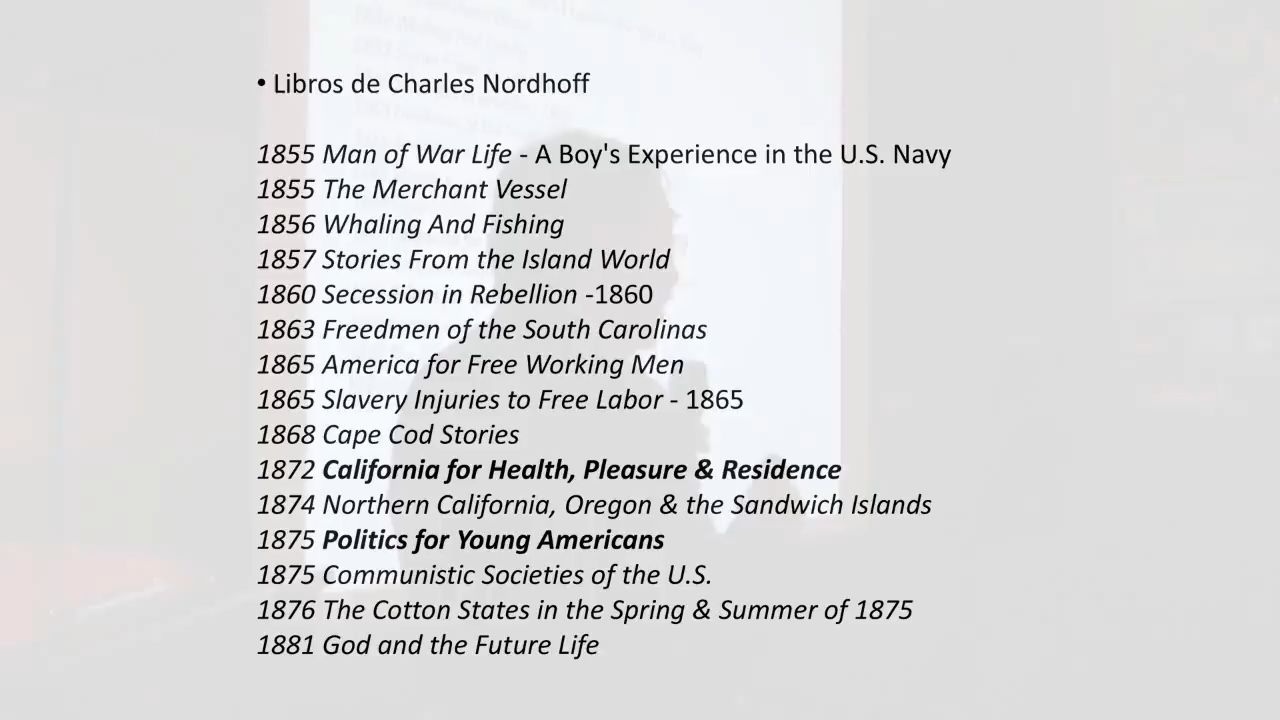 • Libros de Charles Nordhoff
1855 Man of War Life - A Boy's Experience in the U.S. Navy
1855 The Merchant Vessel
1856 Whaling And Fishing
1857 Stories From the Island World
1860 Secession in Rebellion -1860
1863 Freedmen of the South Carolinas
1865 America for Free Working Men
1865 Slavery Injuries to Free Labor - 1865
1868 Cape Cod Stories
1872 California for Health, Pleasure & Residence
1874 Northern California, Oregon & the Sandwich Islands
1875 Politics for Young Americans
1875 Communistic Societies of the U.S.
1876 The Cotton States in the Spring & Summer of 1875
1881 God and the Future Life